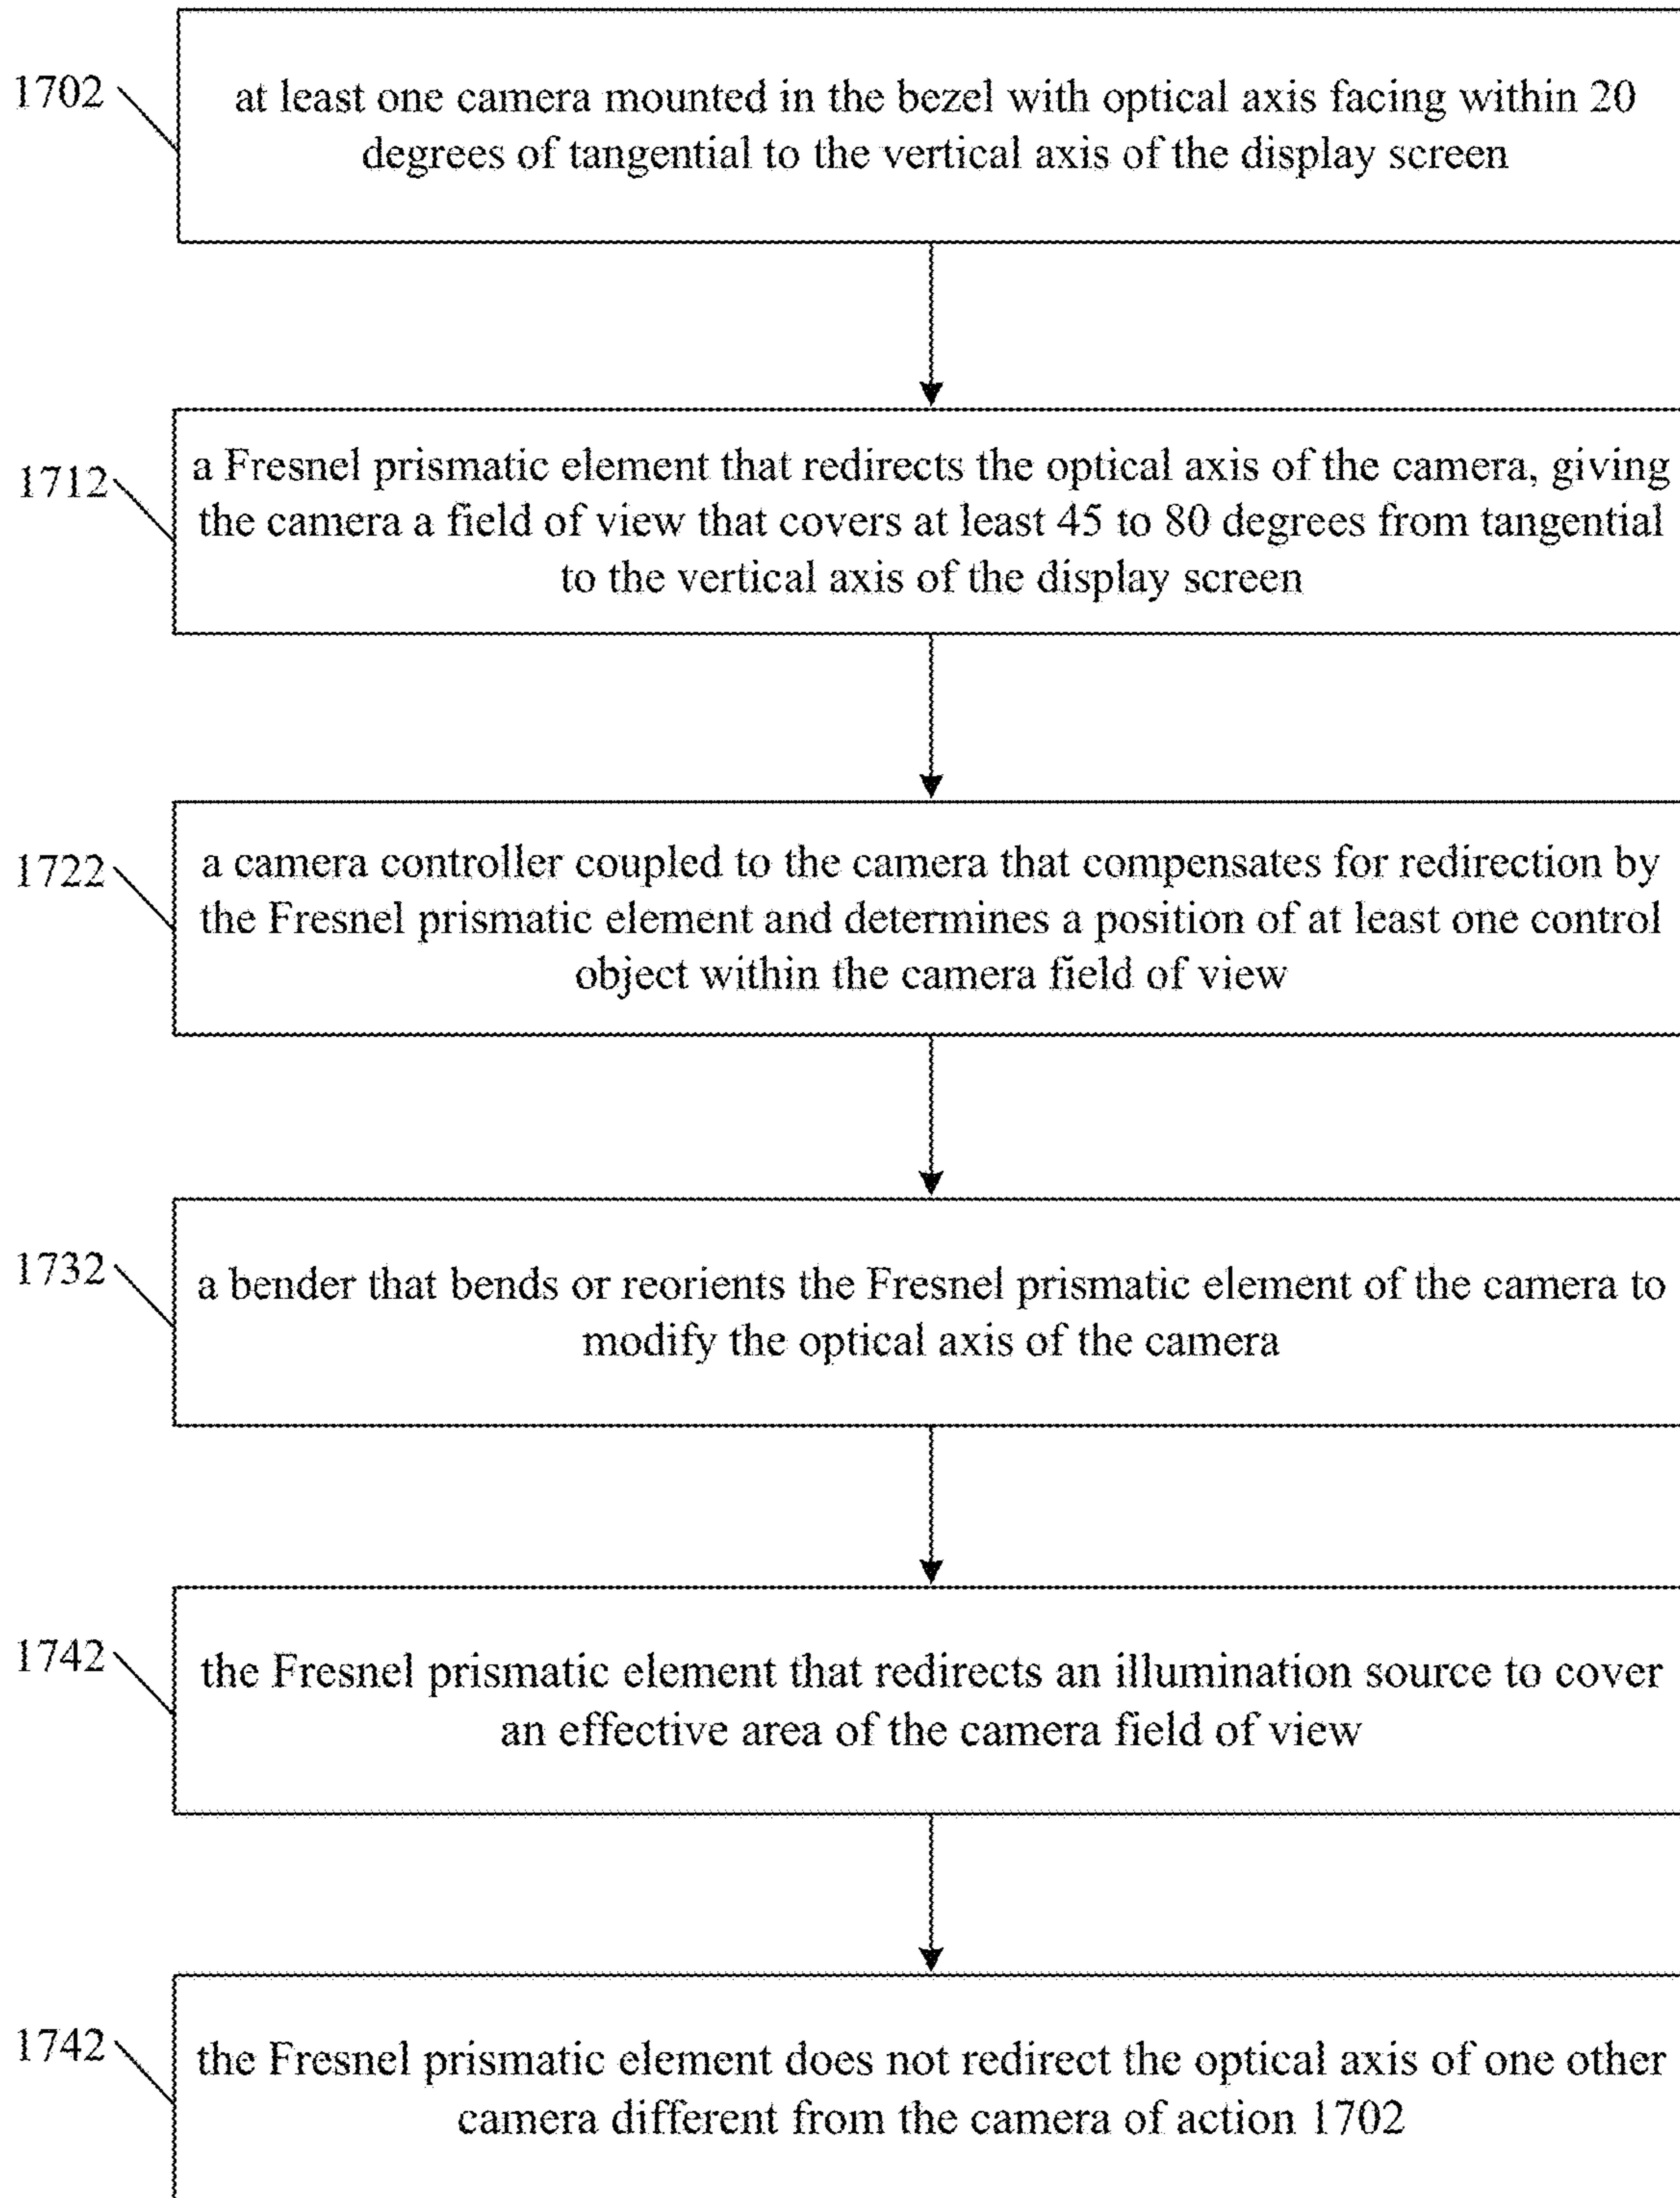 1702
at least one camera mounted in the bezel with optical axis facing within 20
degrees of tangential to the vertical axis of the display screen
1712
a Fresnel prismatic element that redirects the optical axis of the camera, giving
the camera a field of view that covers at least 45 to 80 degrees from tangential
to the vertical axis of the display screen
1722
a camera controller coupled to the camera that compensates for redirection by
the Fresnel prismatic element and determines a position of at least one control
object within the camera field of view
1732
a bender that bends or reorients the Fresnel prismatic element of the camera to
modify the optical axis of the camera
1742
the Fresnel prismatic element that redirects an illumination source to cover
an effective area of the camera field of view
1742
the Fresnel prismatic element does not redirect the optical axis of one other
camera different from the camera of action 1702